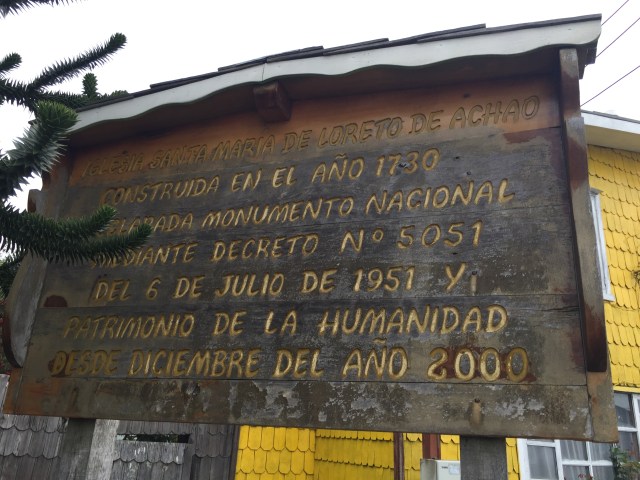 IGLESIA SANTA MARIA DE LORETO DE ACHAO
CONSTRUIDA EN EL AÑO 1730
DECLARADA MONUMENTO NACIONAL
MEDIANTE DECRETO Nº 5051
DEL 6 DE JULIO DE 1951 Y
PATRIMONIO DE LA HUMANIDAD
DESDE DICIEMBRE DEL AÑO 2000